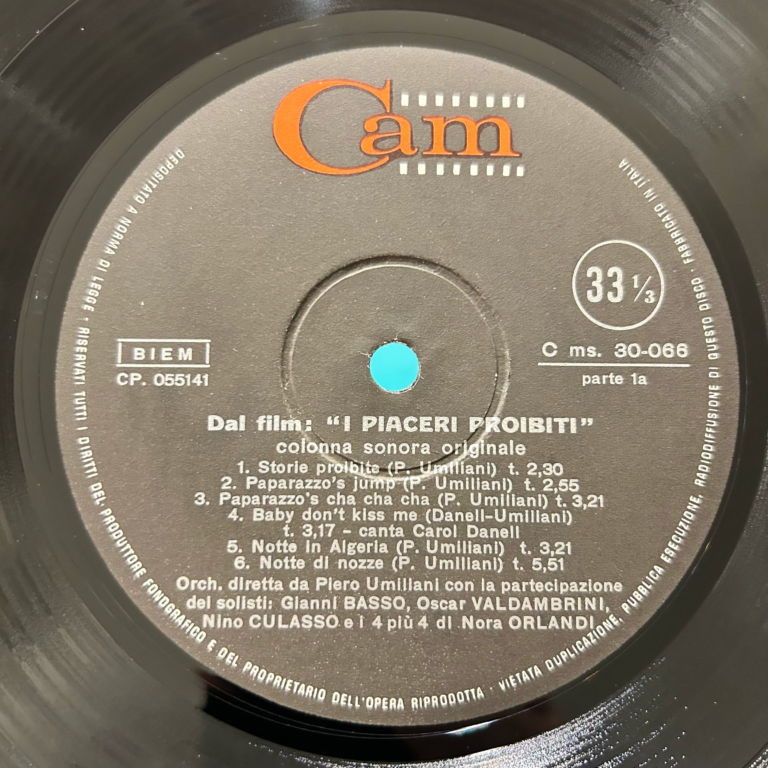 Cam
33 1/3
BIEM
CP. 055141
C ms. 30-066
parte 1a
Dal film: “I PIACERI PROIBITI”
colonna sonora originale
1. Storie proibite (P. Umiliani) t. 2,30
2. Paparazzo's jump (P. Umiliani) t. 2,55
3. Paparazzo's cha cha cha (P. Umiliani) t. 3,21
4. Baby don't kiss me (Danell-Umiliani)
t. 3,17 - canta Carol Danell
5. Notte in Algeria (P. Umiliani) t. 3,21
6. Notte di nozze (P. Umiliani) t. 5,51
Orch. diretta da Piero Umiliani con la partecipazione
dei solisti: Gianni BASSO, Oscar VALDAMBRINI,
Nino CULASSO e i 4 più 4 di Nora ORLANDI
DEPOSITATO A NORMA DI LEGGE · RISERVATI TUTTI I DIRITTI DEL PRODUTTORE FONOGRAFICO E DEL PROPRIETARIO DELL'OPERA RIPRODOTTA · VIETATA DUPLICAZIONE, PUBBLICA ESECUZIONE, RADIODIFFUSIONE DI QUESTO DISCO · FABBRICATO IN ITALIA